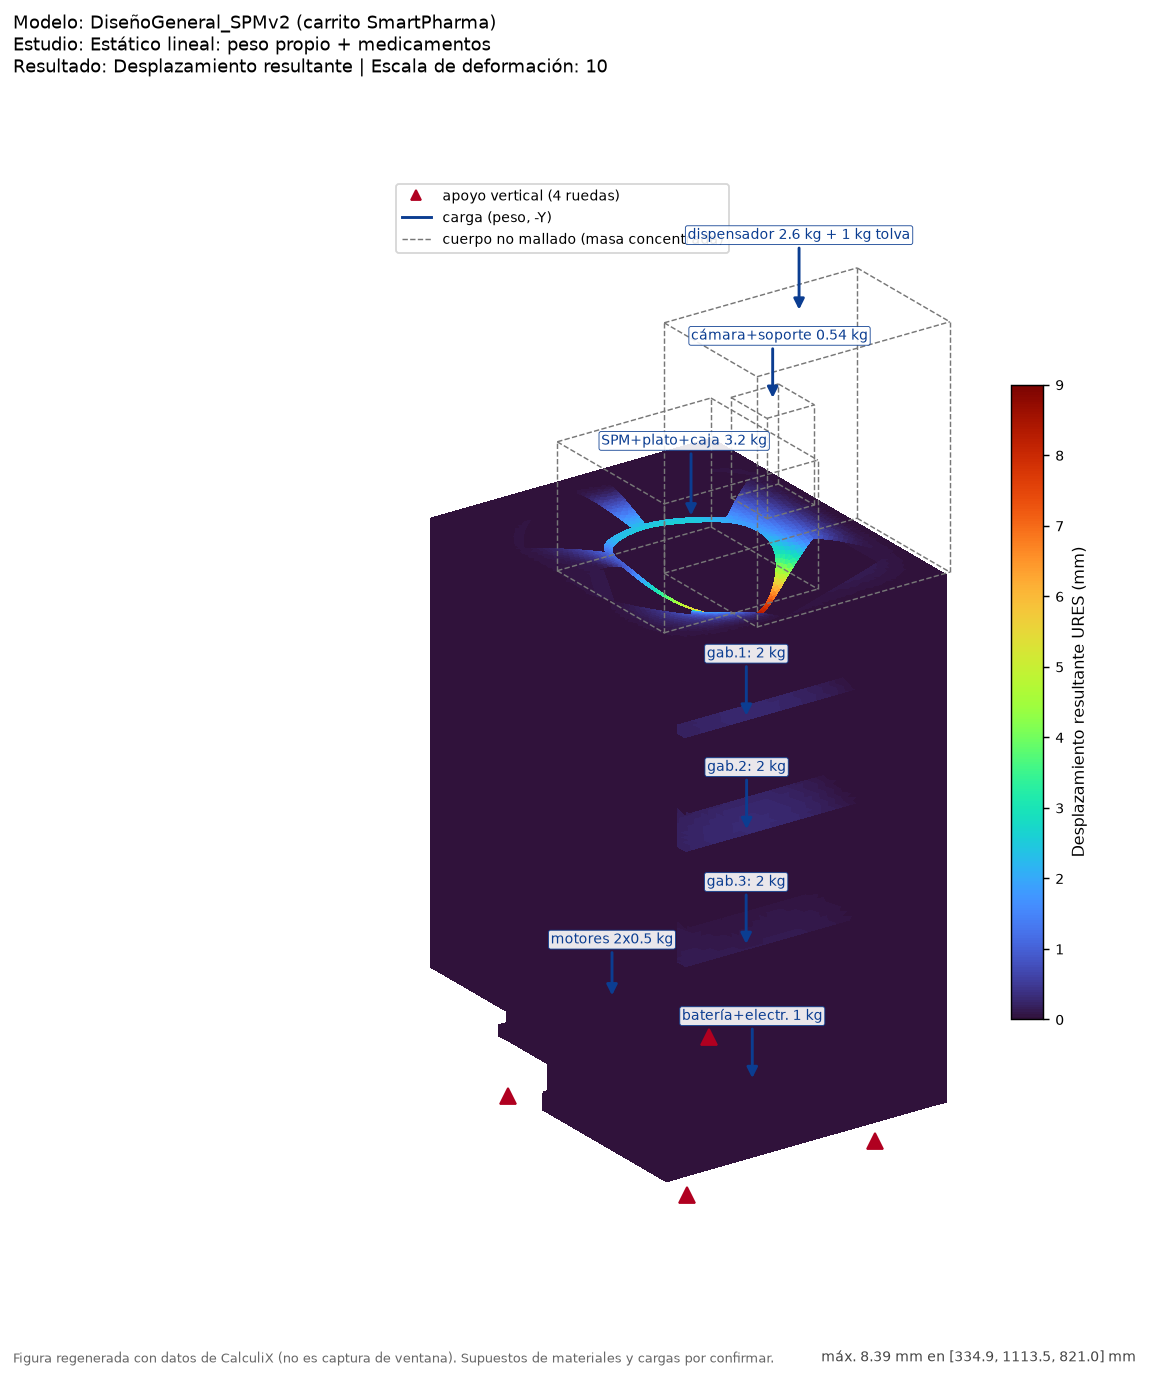 Modelo: DiseñoGeneral_SPMv2 (carrito SmartPharma)
Estudio: Estático lineal: peso propio + medicamentos
Resultado: Desplazamiento resultante | Escala de deformación: 10
apoyo vertical (4 ruedas)
carga (peso, -Y)
cuerpo no mallado (masa
dispensador 2.6 kg + 1 kg tolva
cámara+soporte 0.54 kg
SPM+plato+caja 3.2 kg
gab.1: 2 kg
gab.2: 2 kg
gab.3: 2 kg
motores 2x0.5 kg
batería+electr. 1 kg
9
8
7
6
5
4
3
2
1
0
Desplazamiento resultante URES (mm)
Figura regenerada con datos de CalculiX (no es captura de ventana). Supuestos de materiales y cargas por confirmar.
máx. 8.39 mm en [334.9, 1113.5, 821.0] mm